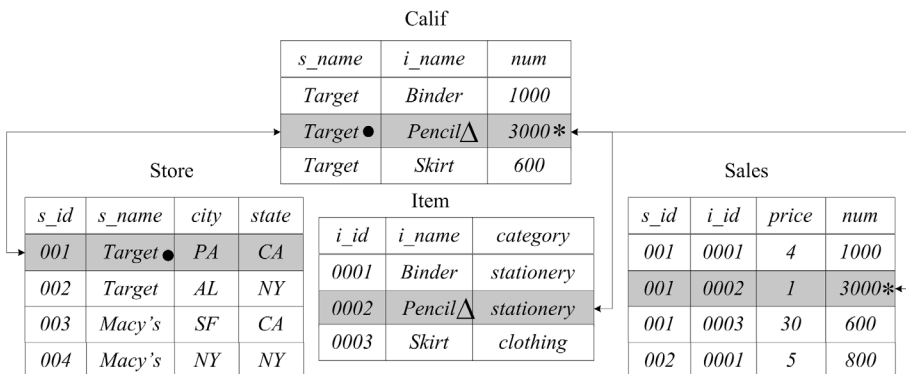 Calif
s_name i_name num
Target Binder 1000
Target ● Pencil Δ 3000 *
Target Skirt 600
Store
s_id s_name city state
001 Target ● PA CA
002 Target AL NY
003 Macy's SF CA
004 Macy's NY NY
Item
i_id i_name category
0001 Binder stationery
0002 Pencil Δ stationery
0003 Skirt clothing
Sales
s_id i_id price num
001 0001 4 1000
001 0002 1 3000*
001 0003 30 600
002 0001 5 800